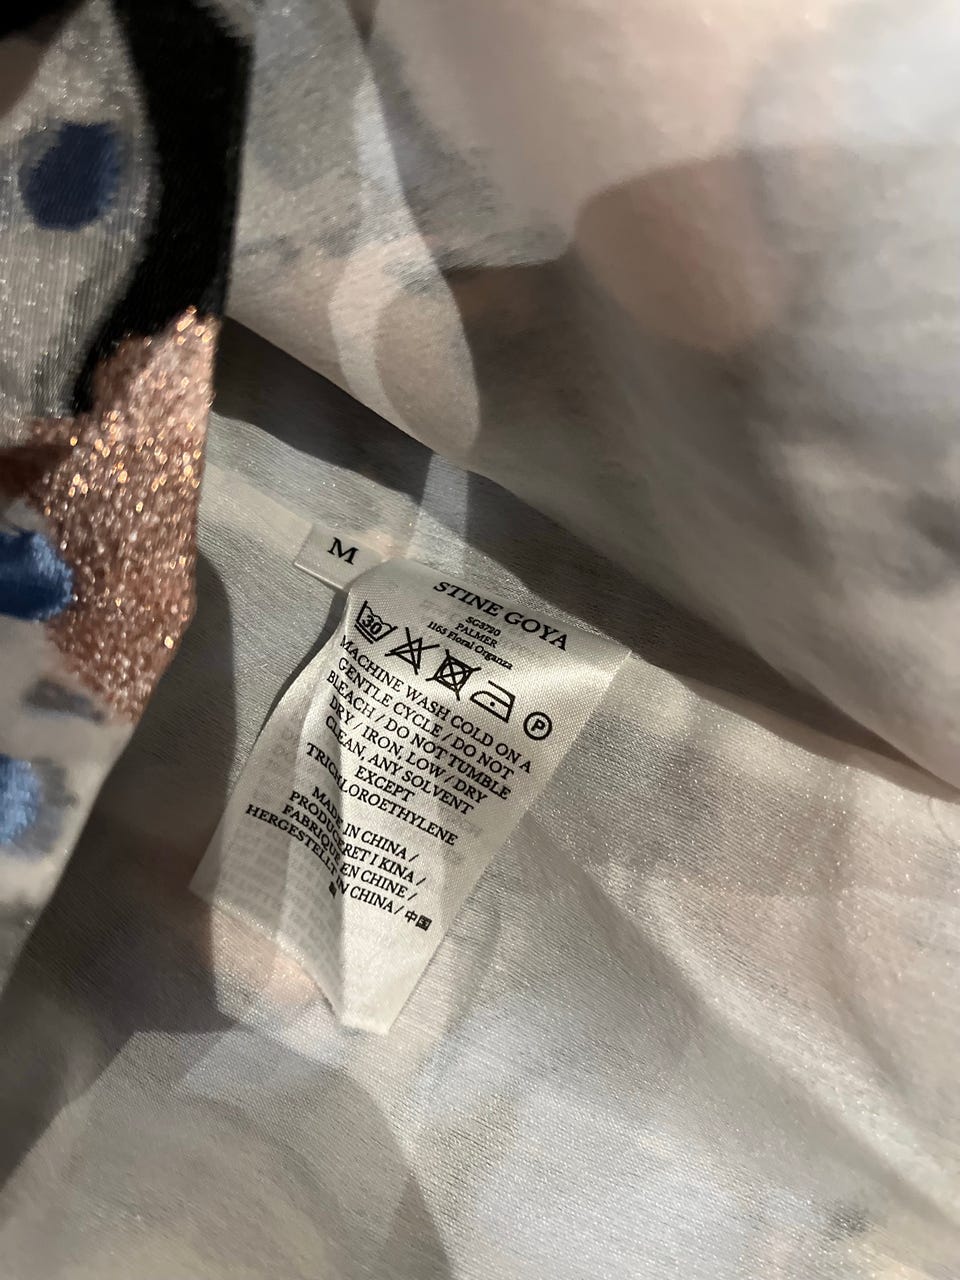 M
STINE GOYA
SG3720
PALMER
1165 Floral Organza
30
P
MACHINE WASH COLD ON A
GENTLE CYCLE / DO NOT
BLEACH / DO NOT TUMBLE
DRY / IRON, LOW / DRY
CLEAN, ANY SOLVENT
EXCEPT
TRICHLOROETHYLENE
MADE IN CHINA /
PRODUCERET I KINA /
FABRIQUE EN CHINE /
HERGESTELLT IN CHINA / 中国